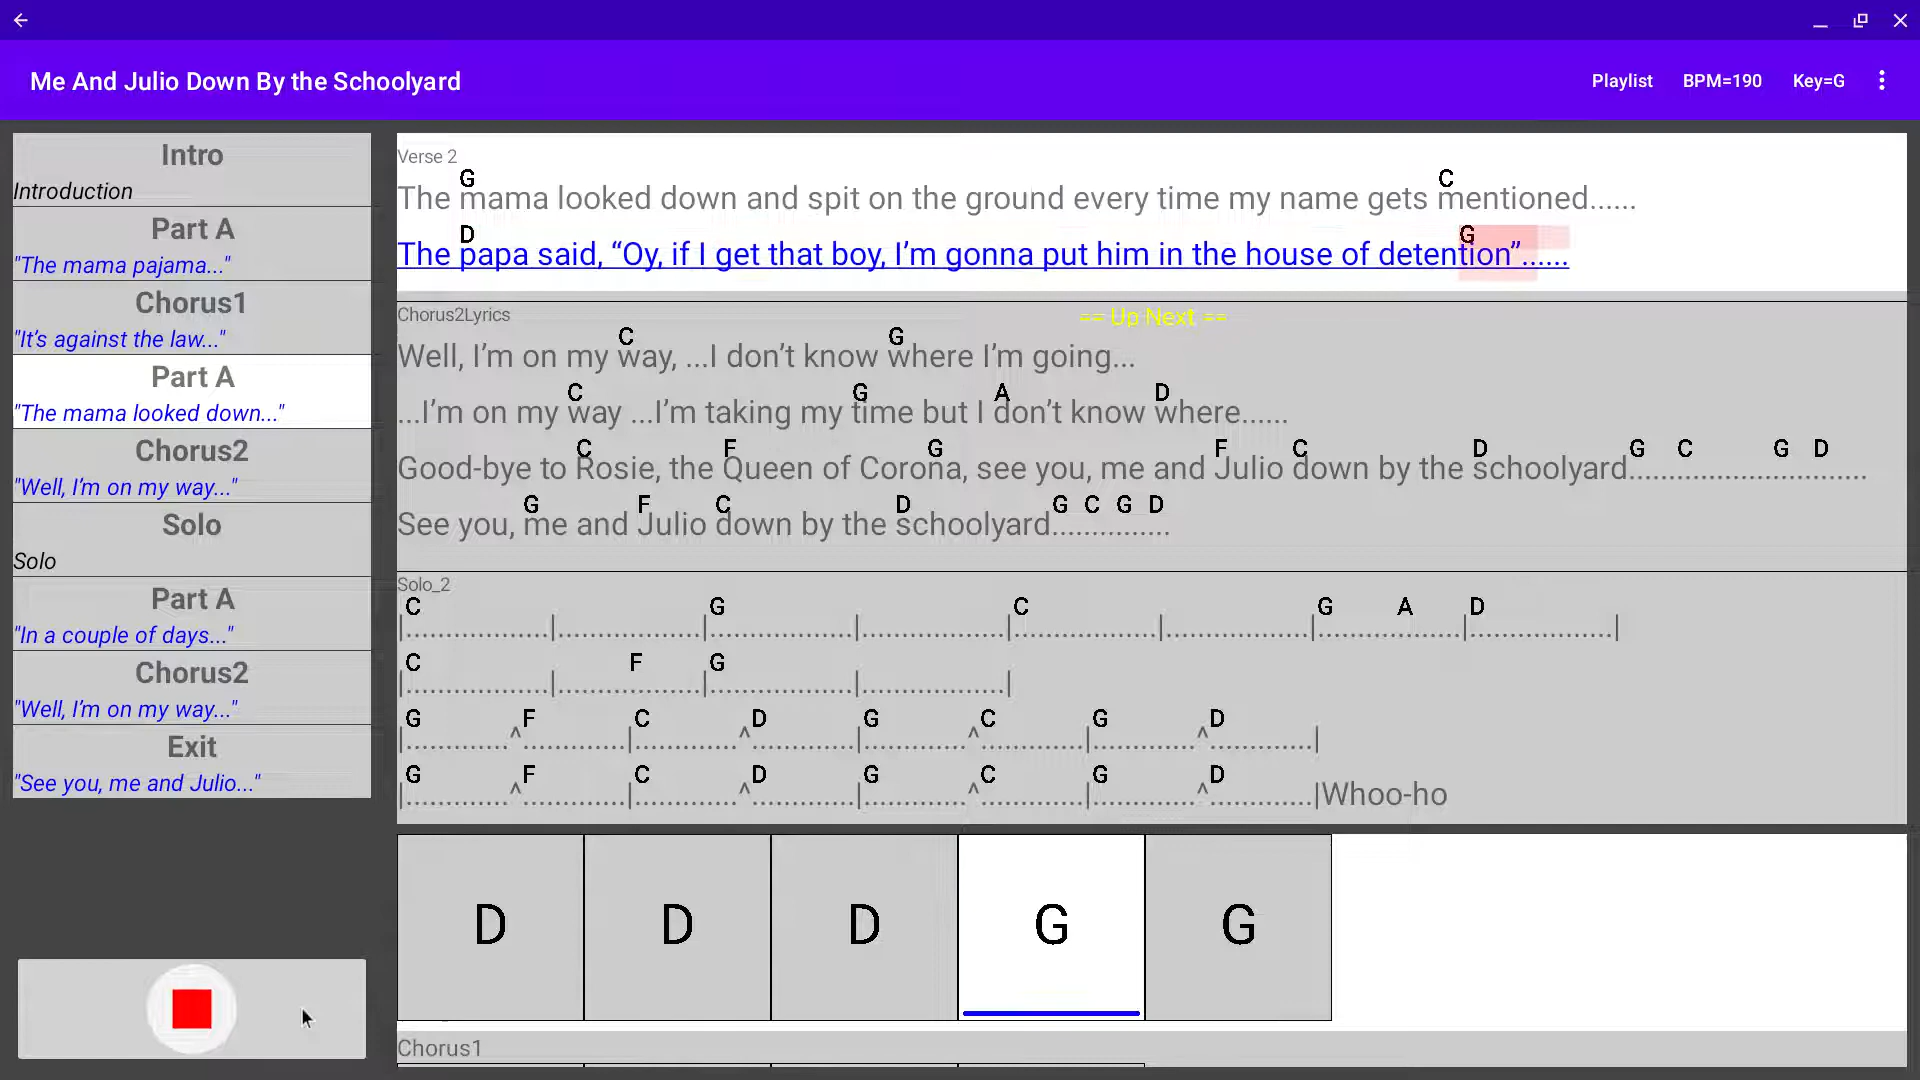 Me And Julio Down By the Schoolyard
Playlist BPM=190 Key=G
Intro
Introduction
Part A
"The mama pajama..."
Chorus1
"It’s against the law..."
Part A
"The mama looked down..."
Chorus2
"Well, I’m on my way..."
Solo
Solo
Part A
"In a couple of days..."
Chorus2
"Well, I’m on my way..."
Exit
"See you, me and Julio..."
Verse 2
G C
The mama looked down and spit on the ground every time my name gets mentioned......
D G
The papa said, “Oy, if I get that boy, I’m gonna put him in the house of detention”......
Chorus2Lyrics
== Up Next ==
C G
Well, I’m on my way, ...I don’t know where I’m going...
C G A D
...I’m on my way ...I’m taking my time but I don’t know where......
C F G F C D G C G D
Good-bye to Rosie, the Queen of Corona, see you, me and Julio down by the schoolyard..............................
G F C D G C G D
See you, me and Julio down by the schoolyard...............
Solo_2
C G C G A D
|..................|..................|..................|..................|..................|..................|..................|..................|
C F G
|..................|..................|..................|..................|
G F C D G C G D
|.............^.............|.............^.............|.............^.............|.............^.............|
G F C D G C G D
|.............^.............|.............^.............|.............^.............|.............^.............|Whoo-ho
D D D G G
Chorus1